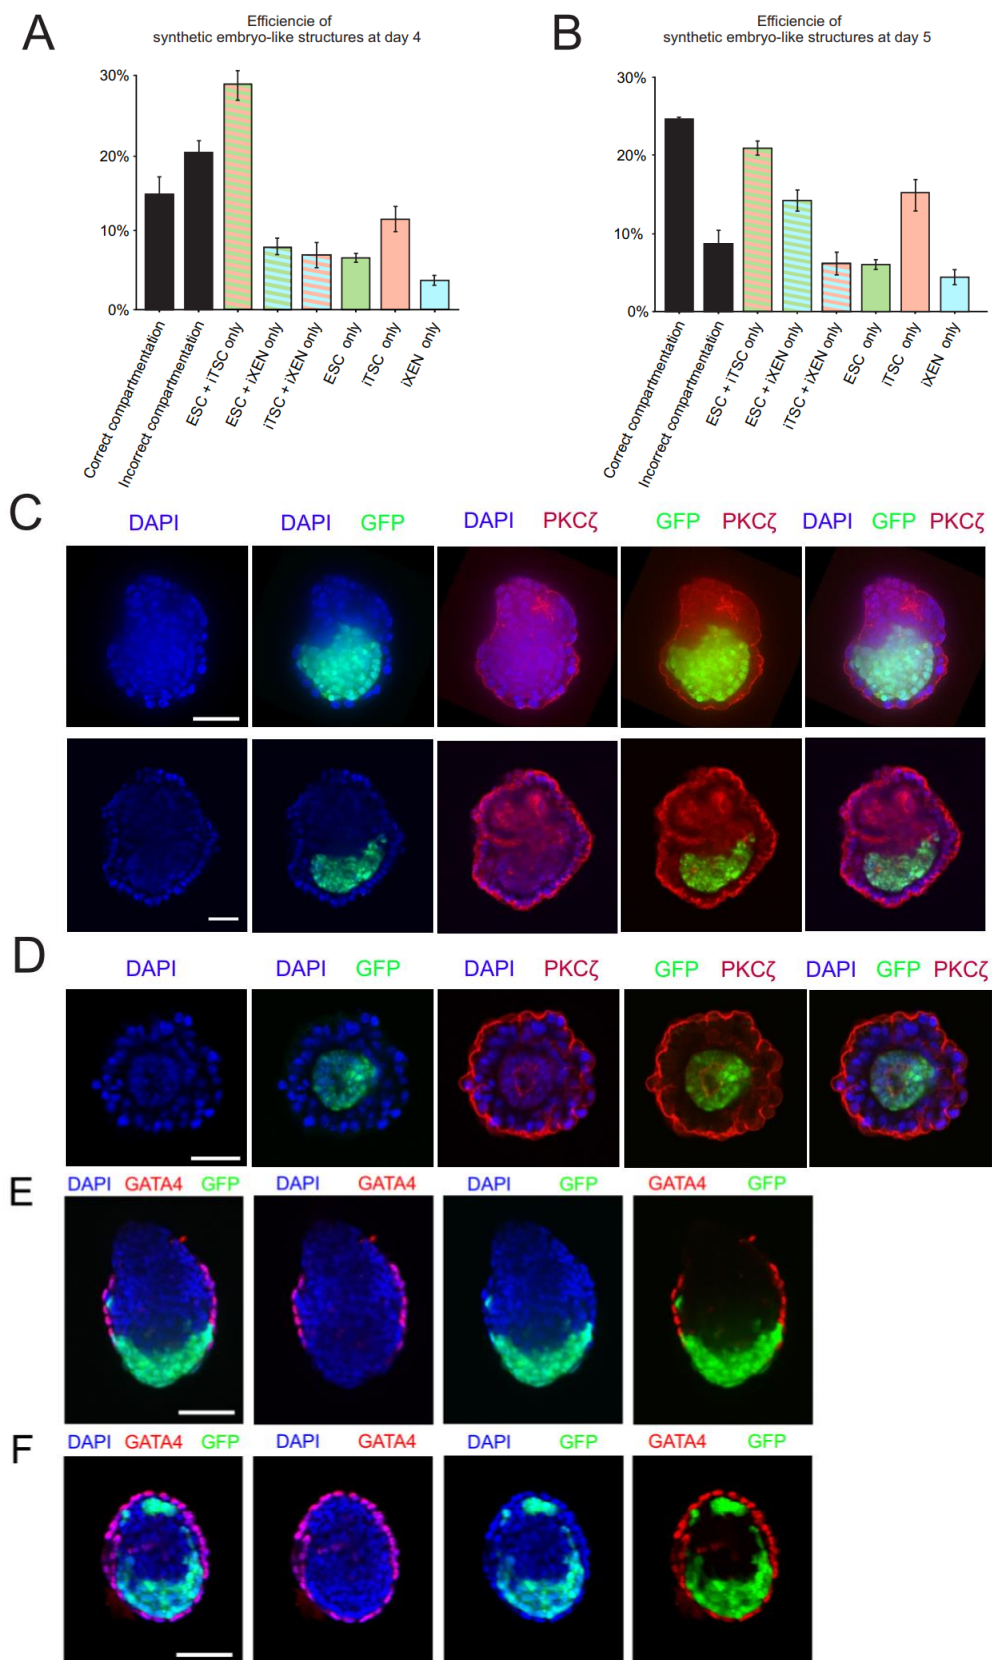 A
Efficiencie of
synthetic embryo-like structures at day 4
30%
20%
10%
0%
Correct compartmentation
Incorrect compartmentation
ESC + iTSC only
ESC + iXEN only
iTSC + iXEN only
ESC only
iTSC only
iXEN only
B
Efficiencie of
synthetic embryo-like structures at day 5
30%
20%
10%
0%
Correct compartmentation
Incorrect compartmentation
ESC + iTSC only
ESC + iXEN only
iTSC + iXEN only
ESC only
iTSC only
iXEN only
C
DAPI
DAPI GFP
DAPI PKCζ
GFP PKCζ
DAPI GFP PKCζ
D
DAPI
DAPI GFP
DAPI PKCζ
GFP PKCζ
DAPI GFP PKCζ
E
DAPI GATA4 GFP
DAPI GATA4
DAPI GFP
GATA4 GFP
F
DAPI GATA4 GFP
DAPI GATA4
DAPI GFP
GATA4 GFP